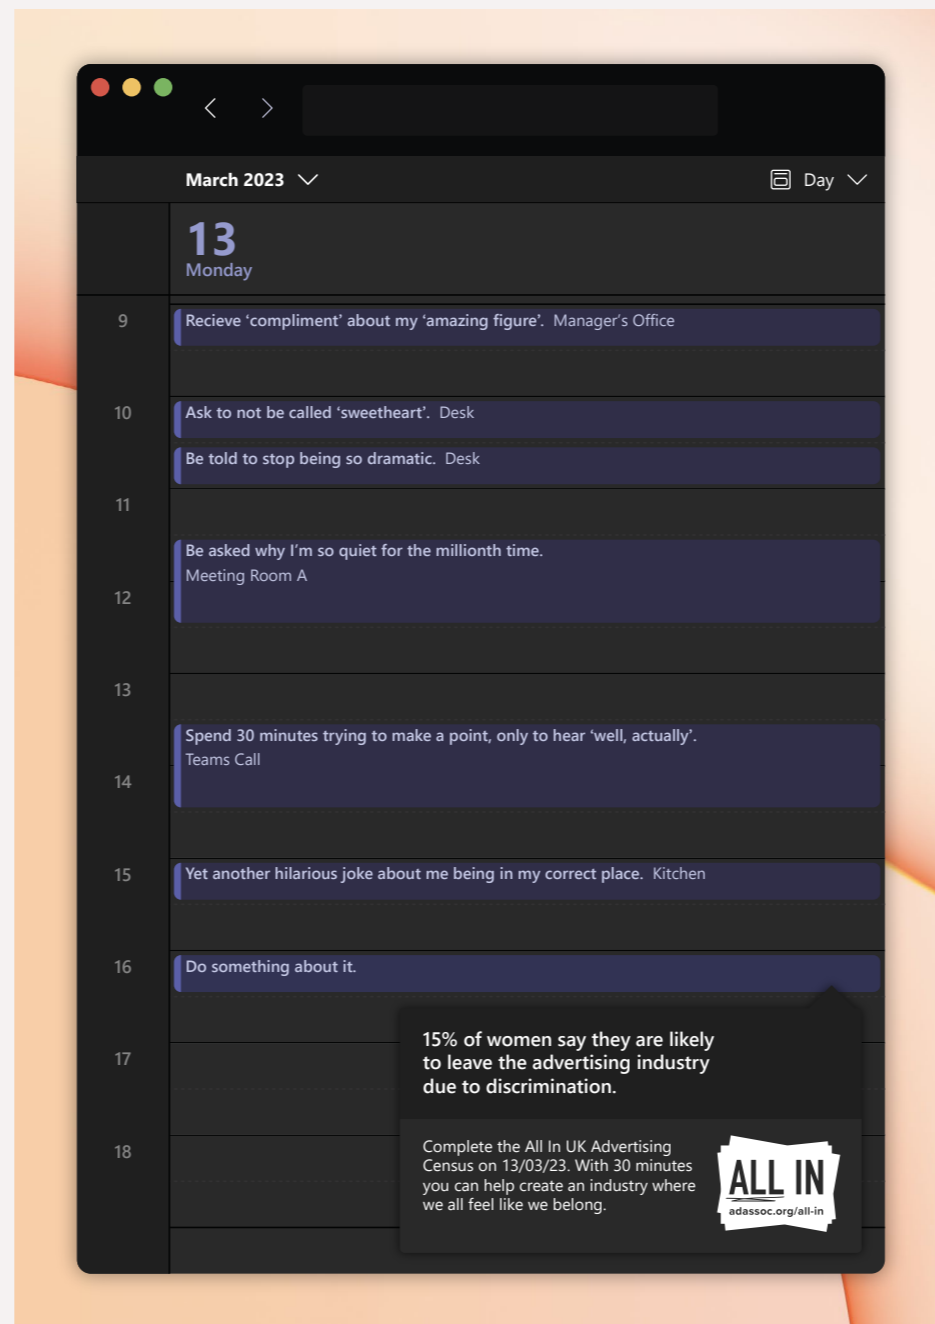 March 2023
Day
13
Monday
9
Recieve ‘compliment’ about my ‘amazing figure’. Manager’s Office
10
Ask to not be called ‘sweetheart’. Desk
Be told to stop being so dramatic. Desk
11
Be asked why I’m so quiet for the millionth time.
Meeting Room A
12
13
Spend 30 minutes trying to make a point, only to hear ‘well, actually’.
Teams Call
14
15
Yet another hilarious joke about me being in my correct place. Kitchen
16
Do something about it.
15% of women say they are likely
to leave the advertising industry
due to discrimination.
17
18
Complete the All In UK Advertising
Census on 13/03/23. With 30 minutes
you can help create an industry where
we all feel like we belong.
ALL IN
adassoc.org/all-in